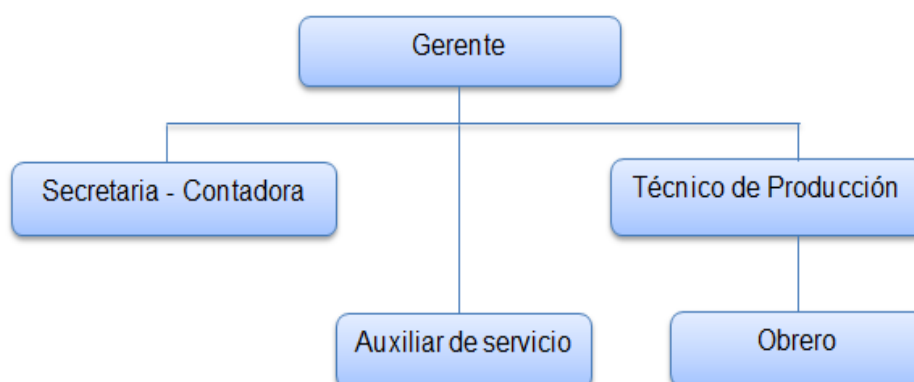 Gerente
Secretaria - Contadora
Técnico de Producción
Auxiliar de servicio
Obrero